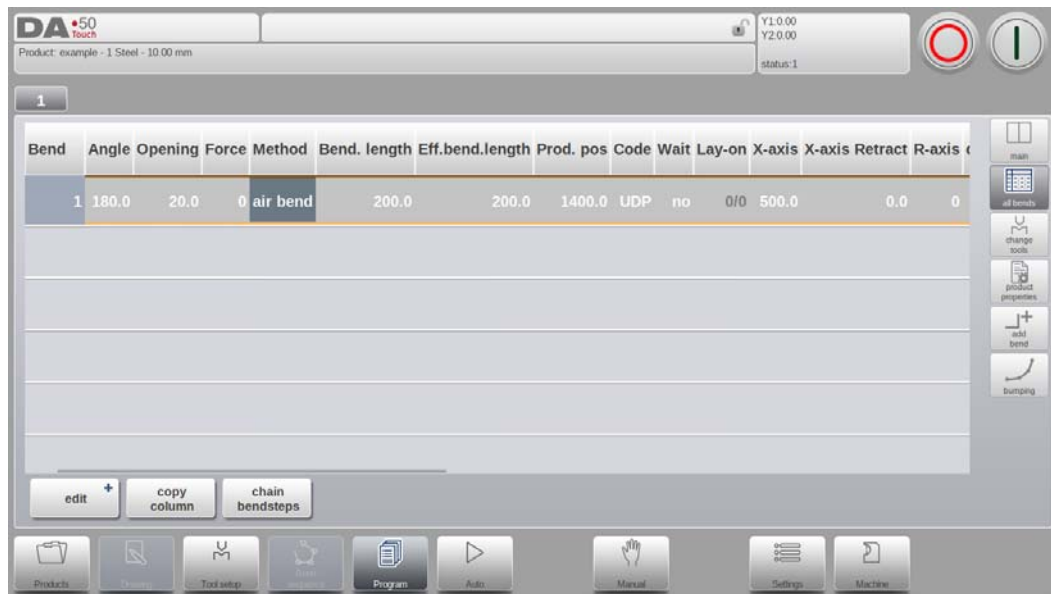 DA•50
Touch
Y1:0.00
Y2:0.00
Product: example - 1 Steel - 10.00 mm
status:1
1
Bend Angle Opening Force Method Bend. length Eff.bend.length Prod. pos Code Wait Lay-on X-axis X-axis Retract R-axis
1 180.0 20.0 0 air bend 200.0 200.0 1400.0 UDP no 0/0 500.0 0.0 0
main
all bends
change
tools
product
properties
add
bend
bumping
edit +
copy
column
chain
bendsteps
Products
Drawing
Tool setup
Bend
sequence
Program
Auto
Manual
Settings
Machine